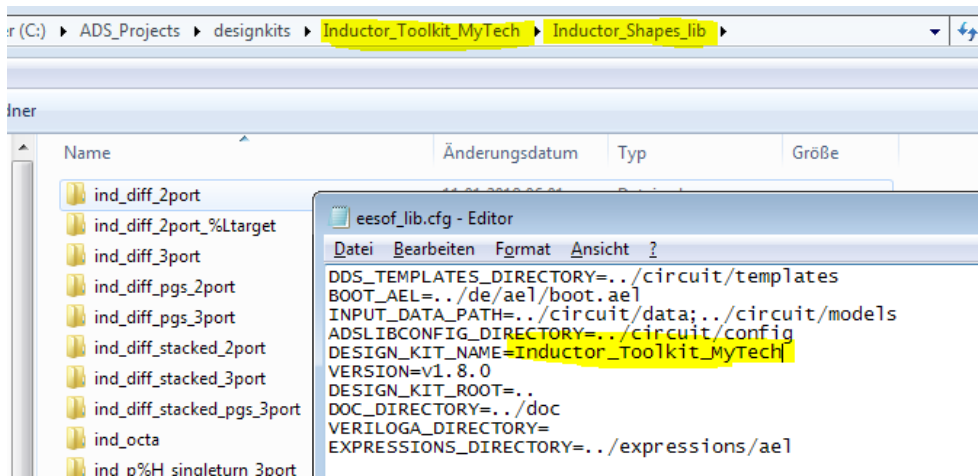 er (C:) ▸ ADS_Projects ▸ designkits ▸ Inductor_Toolkit_MyTech ▸ Inductor_Shapes_lib ▸
dner
Name Änderungsdatum Typ Größe
ind_diff_2port
ind_diff_2port_%Ltarget
ind_diff_3port
ind_diff_pgs_2port
ind_diff_pgs_3port
ind_diff_stacked_2port
ind_diff_stacked_3port
ind_diff_stacked_pgs_3port
ind_octa
ind_p%H_singleturn_3port
eesof_lib.cfg - Editor
Datei Bearbeiten Format Ansicht ?
DDS_TEMPLATES_DIRECTORY=../circuit/templates
BOOT_AEL=../de/ael/boot.ael
INPUT_DATA_PATH=../circuit/data;../circuit/models
ADSLIBCONFIG_DIRECTORY=../circuit/config
DESIGN_KIT_NAME=Inductor_Toolkit_MyTech
VERSION=v1.8.0
DESIGN_KIT_ROOT=..
DOC_DIRECTORY=../doc
VERILOGA_DIRECTORY=
EXPRESSIONS_DIRECTORY=../expressions/ael